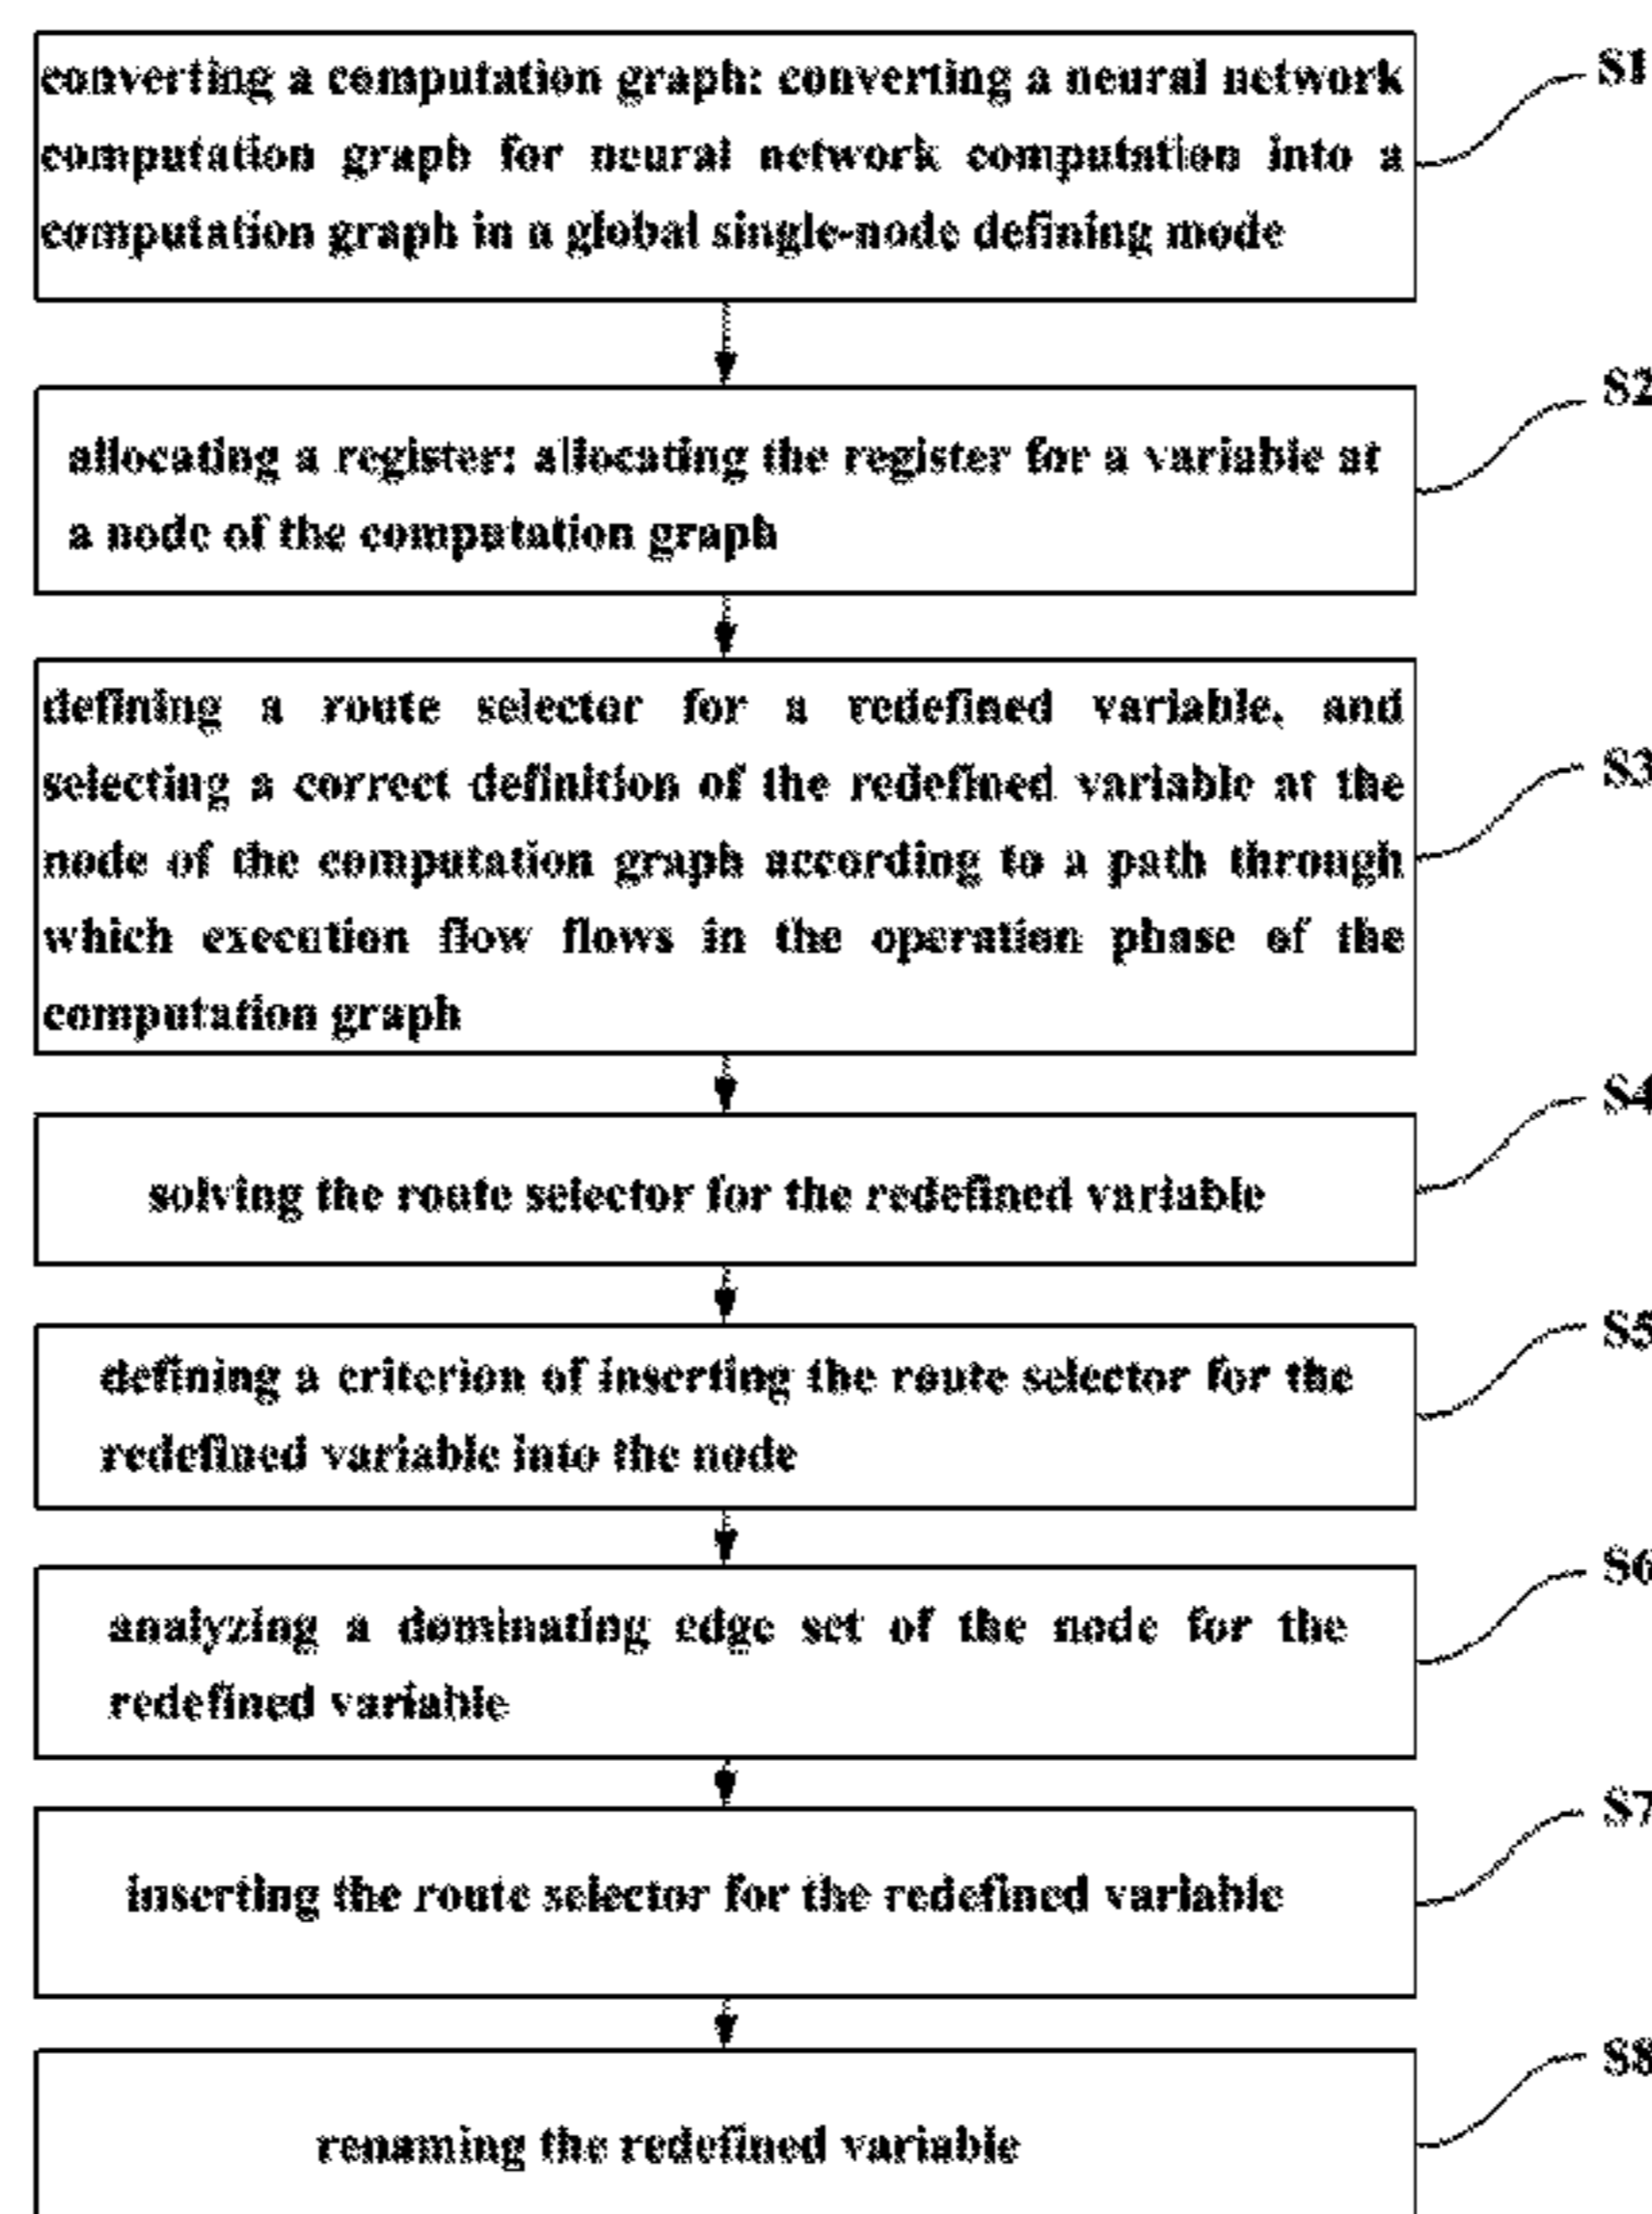 converting a computation graph: converting a neural network
computation graph for neural network computation into a
computation graph in a global single-node defining mode
S1
allocating a register: allocating the register for a variable at
a node of the computation graph
S2
defining a route selector for a redefined variable, and
selecting a correct definition of the redefined variable at the
node of the computation graph according to a path through
which execution flow flows in the operation phase of the
computation graph
S3
solving the route selector for the redefined variable
S4
defining a criterion of inserting the route selector for the
redefined variable into the node
S5
analyzing a dominating edge set of the node for the
redefined variable
S6
inserting the route selector for the redefined variable
S7
renaming the redefined variable
S8